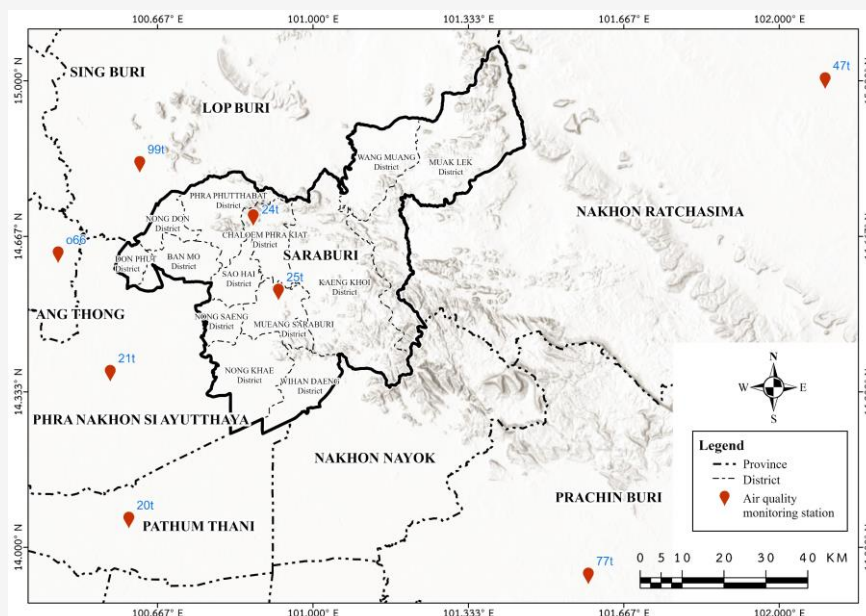 100.667° E 101.000° E 101.333° E 101.667° E 102.000° E
SING BURI
47t
15.000° N
LOP BURI
99t
WANG MUANG
District
MUAK LEK
District
PHRA PHUTTHABAT
District
24t
NONG DON
District
CHALOEM PHRA KIAT
District
NAKHON RATCHASIMA
14.667° N
o66
DON PHUT
District
BAN MO
District
SARABURI
SAO HAI
District
25t
KAENG KHOI
District
ANG THONG
NONG SAENG
District
MUEANG SARABURI
District
21t
NONG KHAE
District
WIHAN DAENG
District
14.333° N
PHRA NAKHON SI AYUTTHAYA
N
W E
S
NAKHON NAYOK
Legend
Province
District
Air quality
monitoring station
PRACHIN BURI
20t
PATHUM THANI
14.000° N
77t
0 5 10 20 30 40 KM
100.667° E 101.000° E 101.333° E 101.667° E 102.000° E